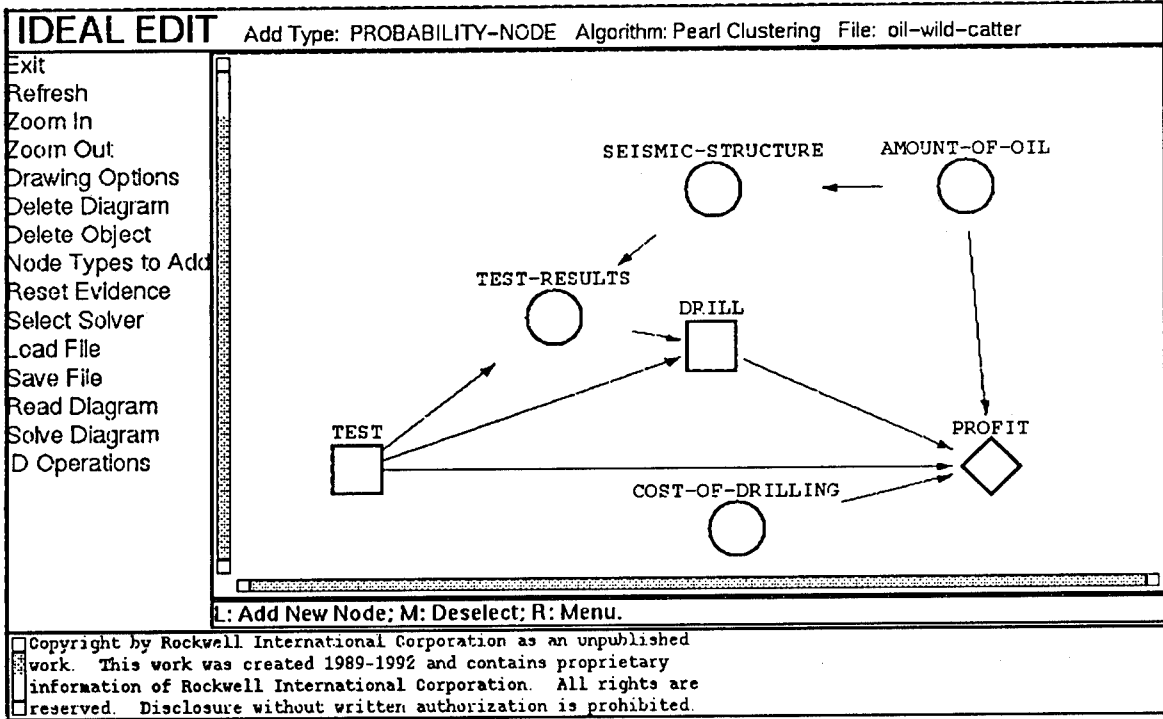 IDEAL EDIT Add Type: PROBABILITY-NODE Algorithm: Pearl Clustering File: oil-wild-catter
Exit
Refresh
Zoom In
Zoom Out
Drawing Options
Delete Diagram
Delete Object
Node Types to Add
Reset Evidence
Select Solver
Load File
Save File
Read Diagram
Solve Diagram
ID Operations
SEISMIC-STRUCTURE AMOUNT-OF-OIL
TEST-RESULTS
DRILL
TEST PROFIT
COST-OF-DRILLING
L: Add New Node; M: Deselect; R: Menu.
Copyright by Rockwell International Corporation as an unpublished
work. This work was created 1989-1992 and contains proprietary
information of Rockwell International Corporation. All rights are
reserved. Disclosure without written authorization is prohibited.